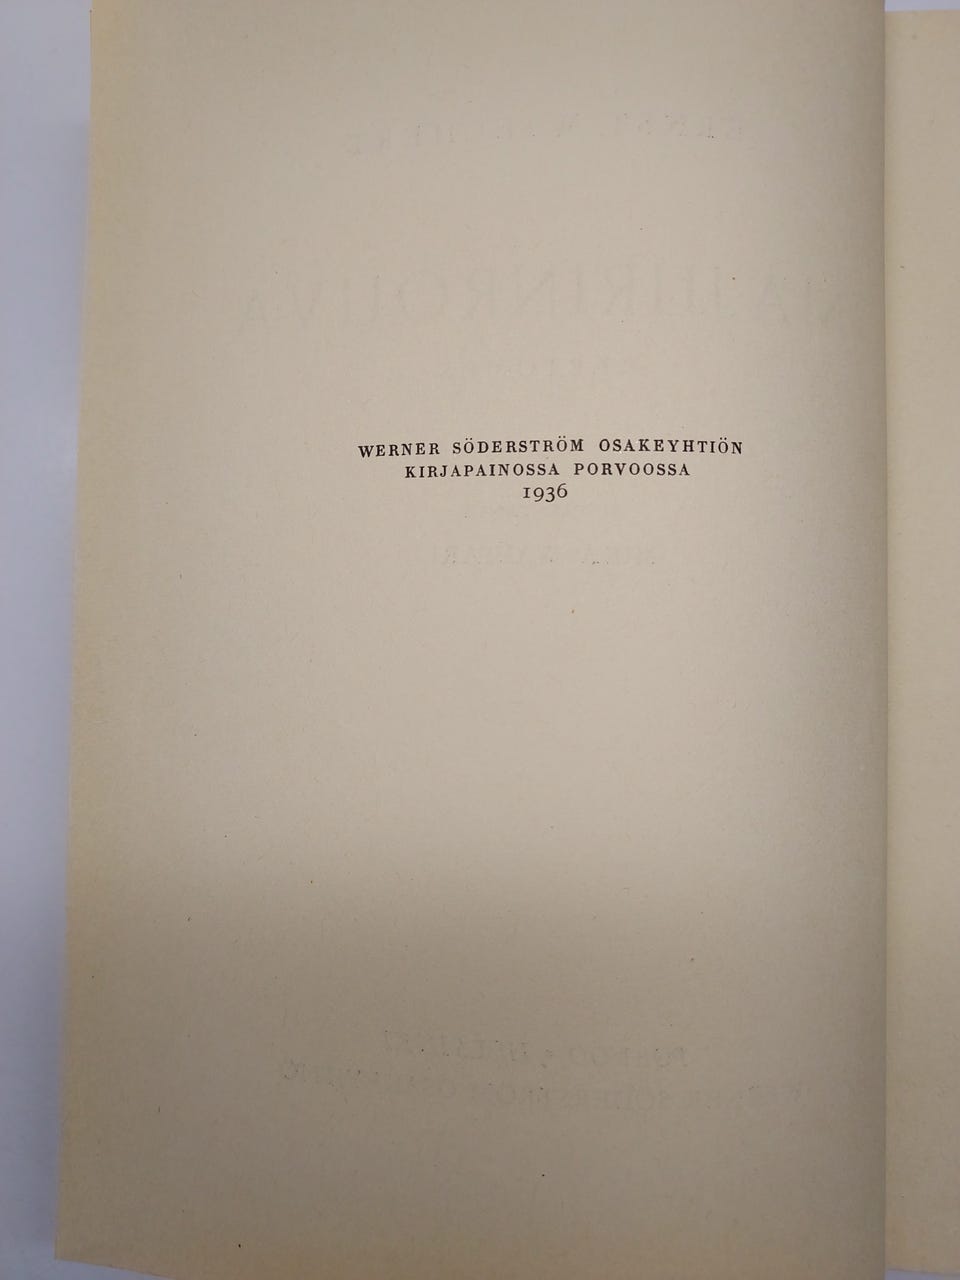 WERNER SÖDERSTRÖM OSAKEYHTIÖN
KIRJAPAINOSSA PORVOOSSA
1936